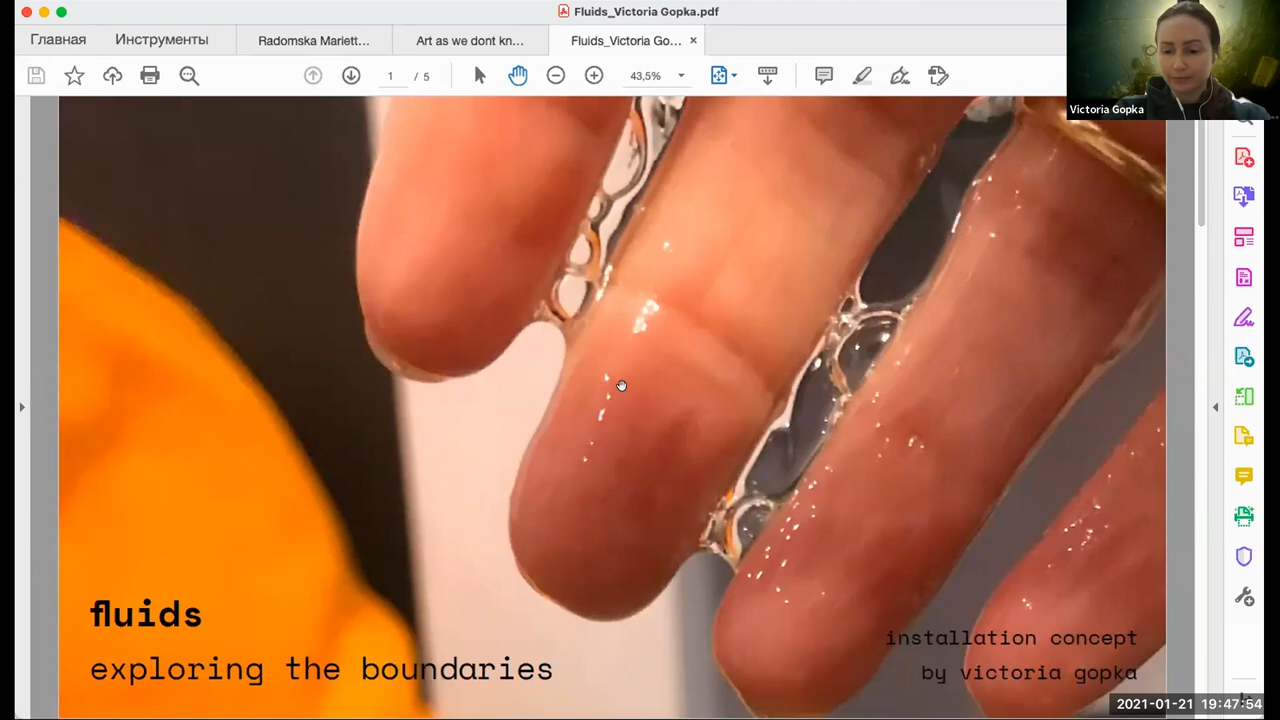 Fluids_Victoria Gopka.pdf
Главная
Инструменты
Radomska Mariett...
Art as we dont kn...
Fluids_Victoria Go...
1 / 5
43,5%
Victoria Gopka
fluids
exploring the boundaries
installation concept
by victoria gopka
2021-01-21 19:47:54